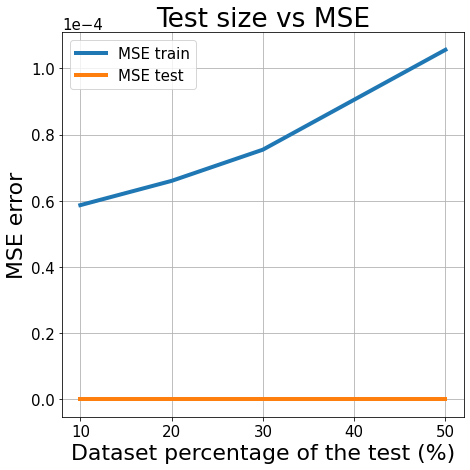 Test size vs MSE
1e−4
MSE train
MSE test
1.0
0.8
0.6
0.4
0.2
0.0
MSE error
10 20 30 40 50
Dataset percentage of the test (%)